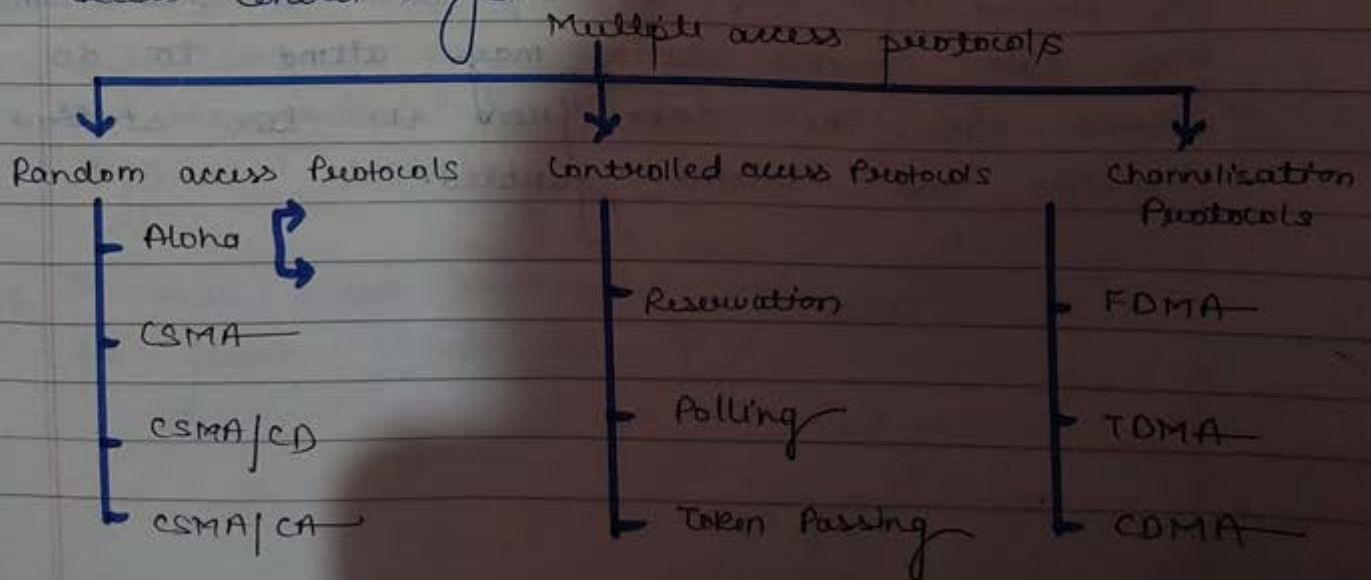 Multiple access protocols
Random access Protocols
Aloha
CSMA
CSMA/CD
CSMA/CA
Controlled access Protocols
Reservation
Polling
Token Passing
Channelisation
Protocols
FDMA
TDMA
CDMA